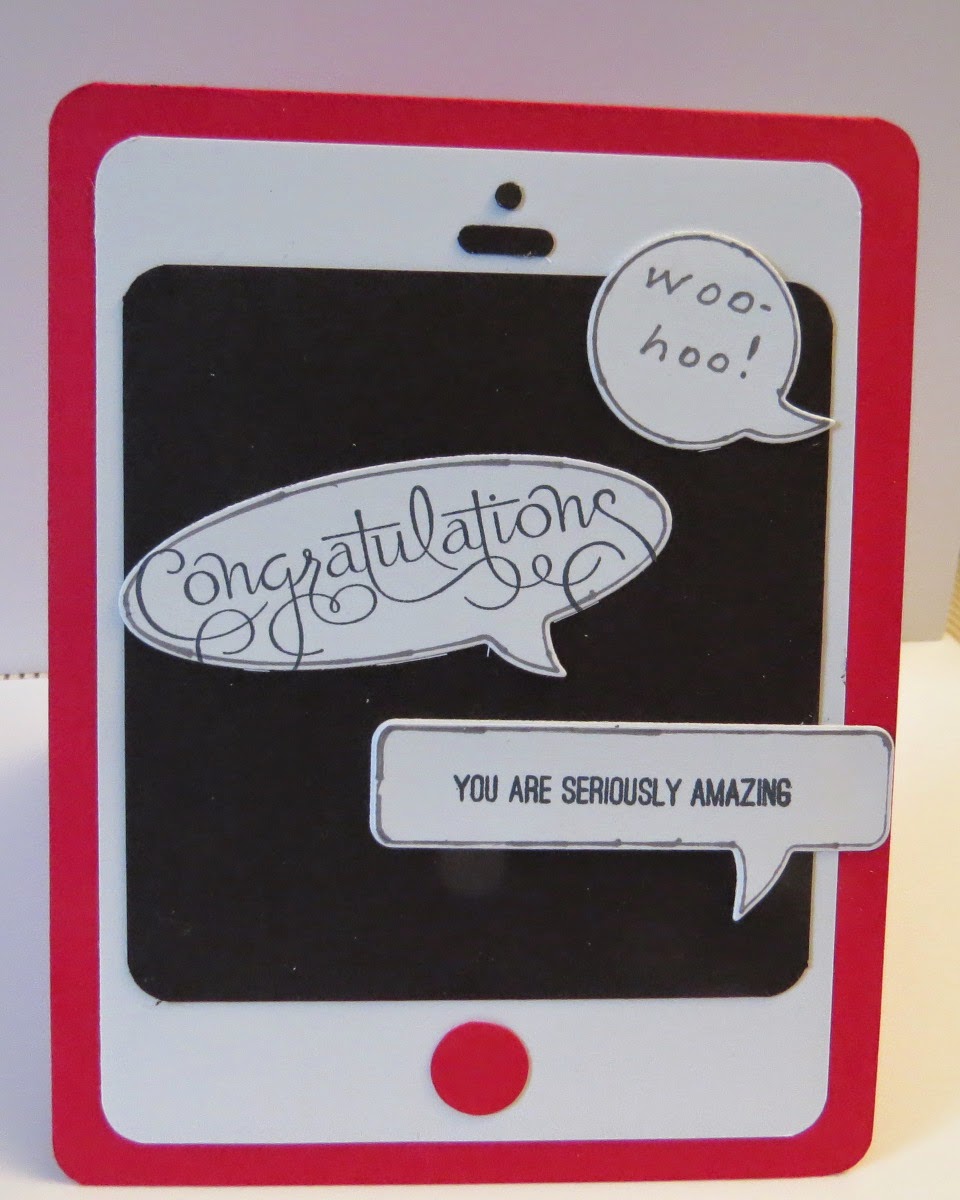 woo-
hoo!
Congratulations
YOU ARE SERIOUSLY AMAZING